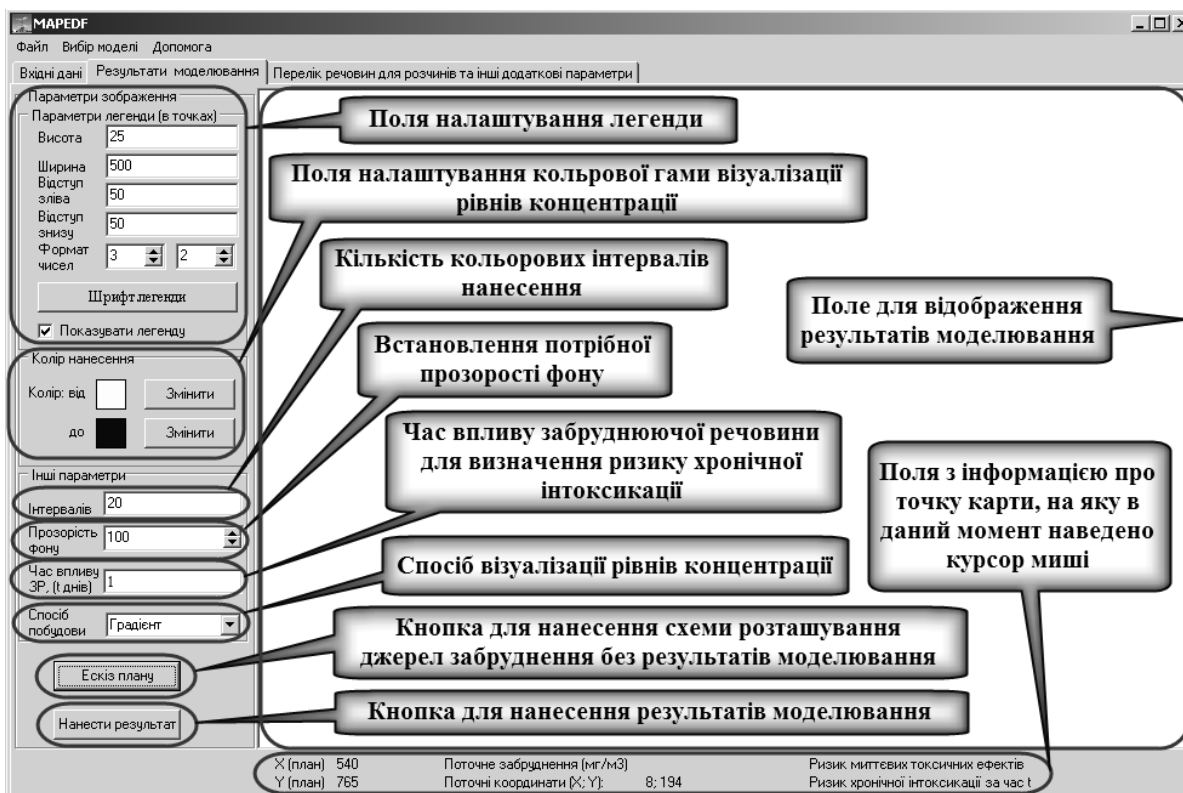 MAPEDF
Файл Вибір моделі Допомога
Вхідні дані Результати моделювання Перелік речовин для розчинів та інші додаткові параметри
Параметри зображення
Параметри легенди (в точках)
Висота 25
Ширина 500
Відступ
зліва 50
Відступ
знизу 50
Формат
чисел 3 2
Шрифт легенди
Показувати легенду
Колір нанесення
Колір: від Змінити
до Змінити
Інші параметри
Інтервалів 20
Прозорість
фону 100
Час впливу
ЗР, (t днів) 1
Спосіб
побудови Градієнт
Ескіз плану
Нанести результат
Поля налаштування легенди
Поля налаштування кольрової гами візуалізації
рівнів концентрації
Кількість кольорових інтервалів
нанесення
Встановлення потрібної
прозорості фону
Час впливу забруднюючої речовини
для визначення ризику хронічної
інтоксикації
Спосіб візуалізації рівнів концентрації
Кнопка для нанесення схеми розташування
джерел забруднення без результатів моделювання
Кнопка для нанесення результатів моделювання
Поле для відображення
результатів моделювання
Поля з інформацією про
точку карти, на яку в
даний момент наведено
курсор миші
X (план) 540 Поточне забруднення (мг/м3) Ризик миттєвих токсичних ефектів
Y (план) 765 Поточні координати (X; Y): 8; 194 Ризик хронічної інтоксикації за час t